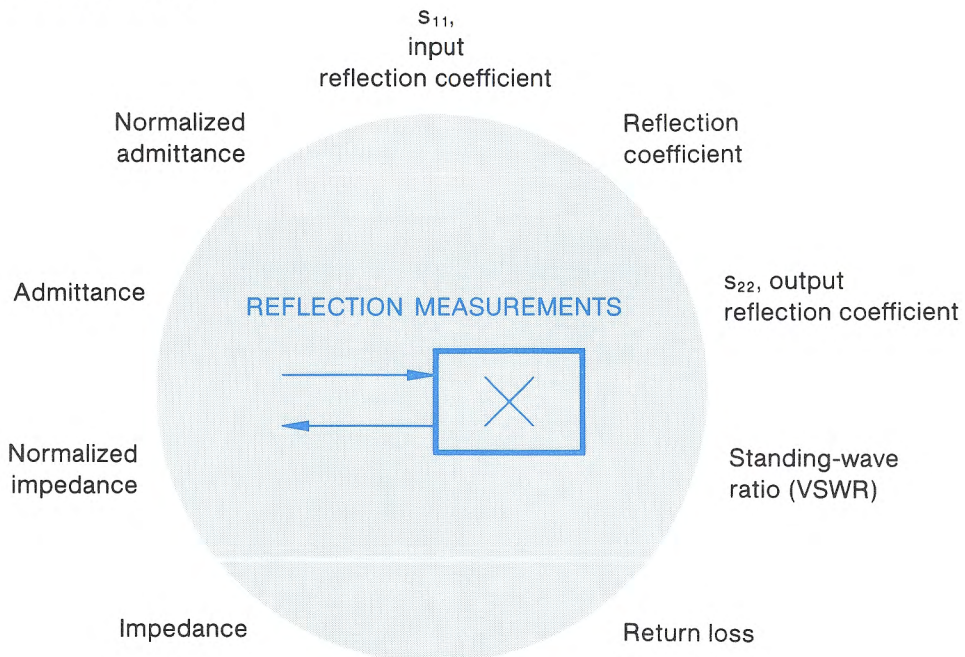 s₁₁,
input
reflection coefficient
Normalized
admittance
Reflection
coefficient
Admittance
REFLECTION MEASUREMENTS
s₂₂, output
reflection coefficient
Normalized
impedance
Standing-wave
ratio (VSWR)
Impedance
Return loss